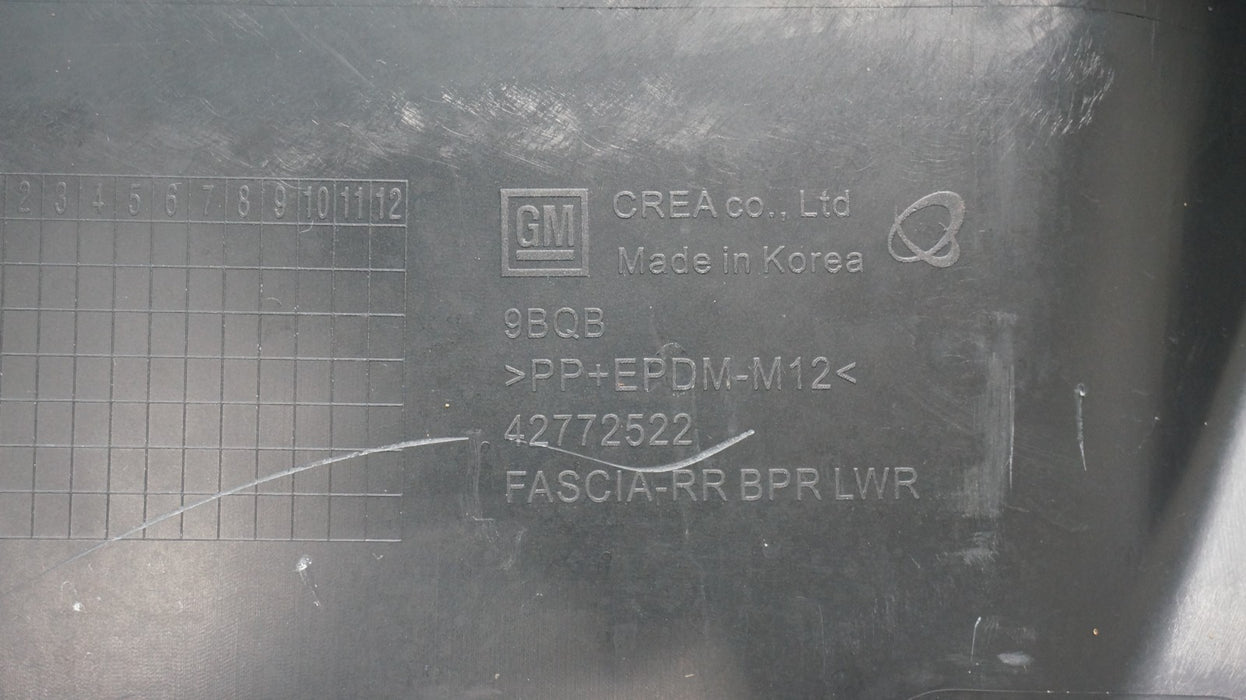 2 3 4 5 6 7 8 9 10 11 12
GM
CREA co., Ltd
Made in Korea
9BQB
>PP+EPDM-M12<
42772522
FASCIA-RR BPR LWR